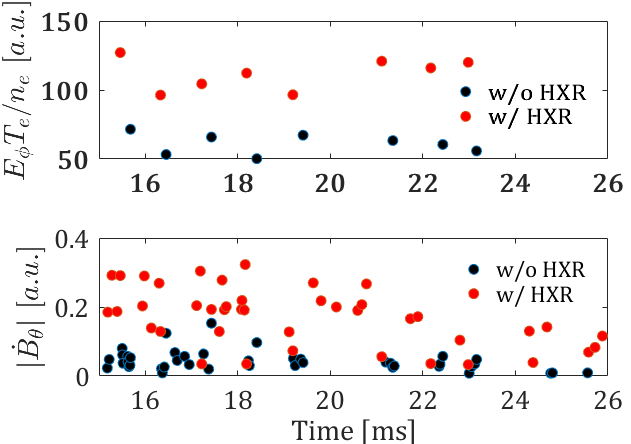 E_ϕT_e/n_e [a.u.]
150
100
50
w/o HXR
w/ HXR
16 18 20 22 24 26
|Ḃ_θ| [a.u.]
0.4
0.2
0
w/o HXR
w/ HXR
16 18 20 22 24 26
Time [ms]